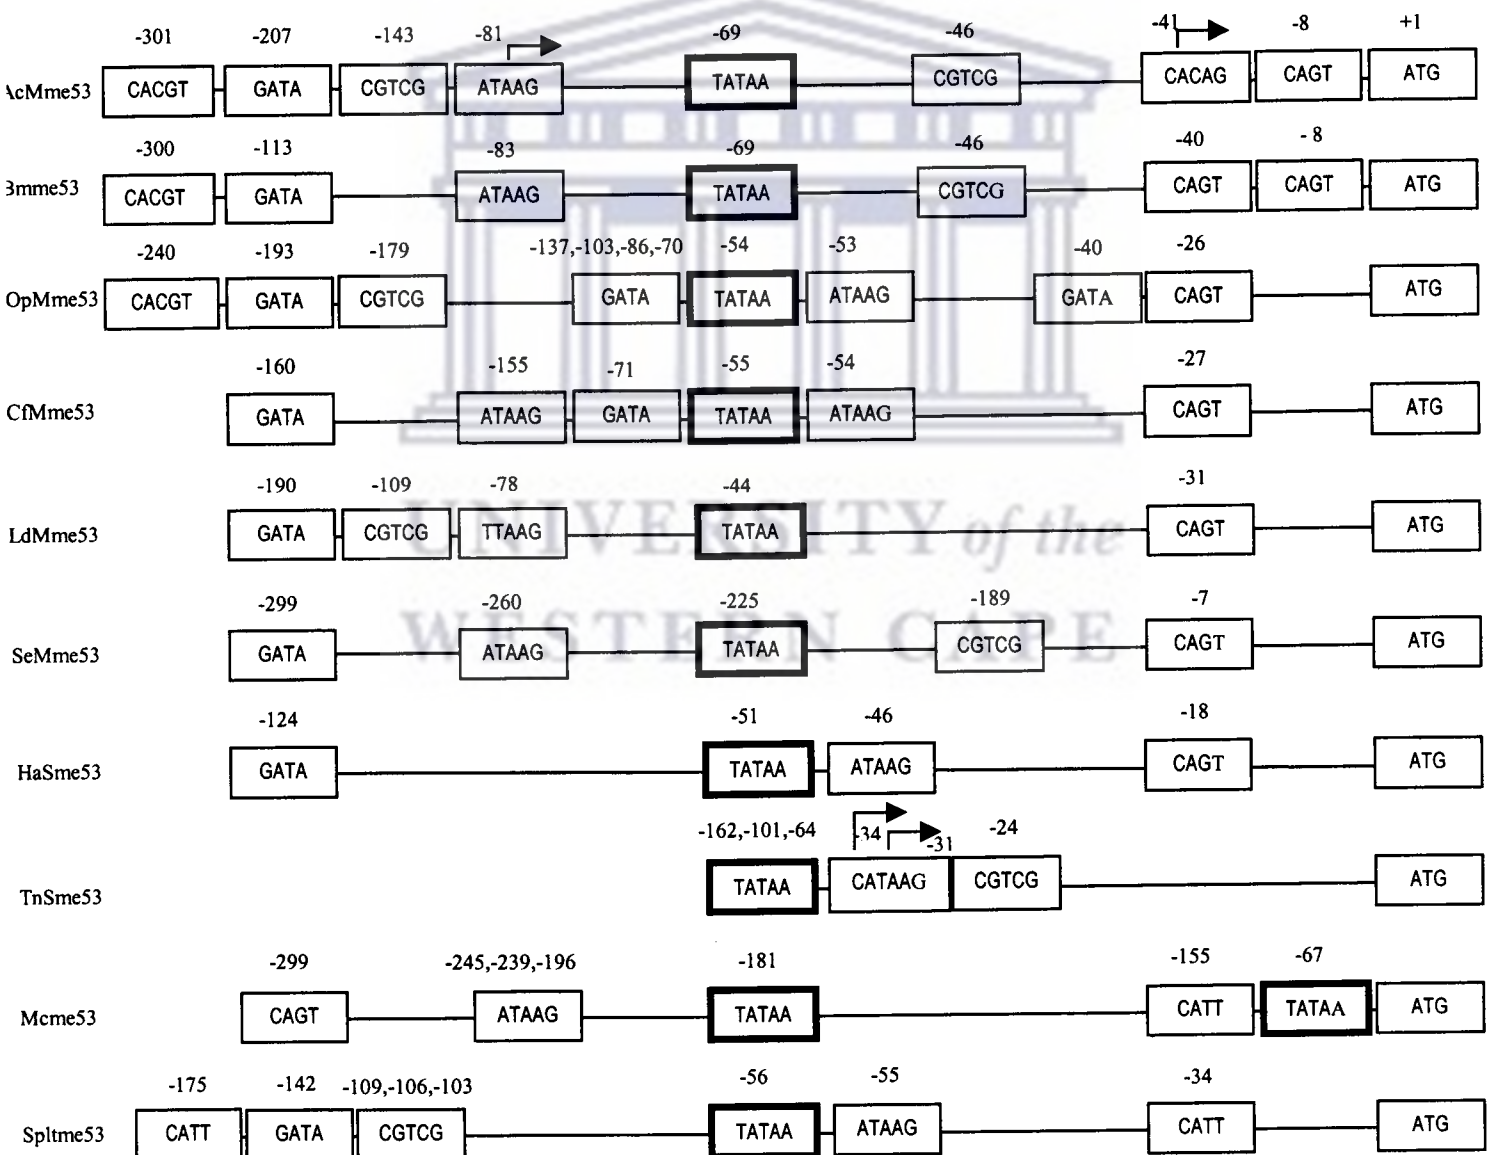 -301 -207 -143 -81 -69 -46 -41 -8 +1
AcMme53 CACGT GATA CGTCG ATAAG TATAA CGTCG CACAG CAGT ATG
-300 -113 -83 -69 -46 -40 - 8
Bmme53 CACGT GATA ATAAG TATAA CGTCG CAGT CAGT ATG
-240 -193 -179 -137,-103,-86,-70 -54 -53 -40 -26
OpMme53 CACGT GATA CGTCG GATA TATAA ATAAG GATA CAGT ATG
-160 -155 -71 -55 -54 -27
CfMme53 GATA ATAAG GATA TATAA ATAAG CAGT ATG
-190 -109 -78 -44 -31
LdMme53 GATA CGTCG TTAAG TATAA CAGT ATG
UNIVERSITY of the
-299 -260 -225 -189 -7
SeMme53 GATA ATAAG TATAA CGTCG CAGT ATG
WESTERN CAPE
-124 -51 -46 -18
HaSme53 GATA TATAA ATAAG CAGT ATG
-162,-101,-64 -34 -31 -24
TnSme53 TATAA CATAAG CGTCG ATG
-299 -245,-239,-196 -181 -155 -67
Mcme53 CAGT ATAAG TATAA CATT TATAA ATG
-175 -142 -109,-106,-103 -56 -55 -34
Spltme53 CATT GATA CGTCG TATAA ATAAG CATT ATG